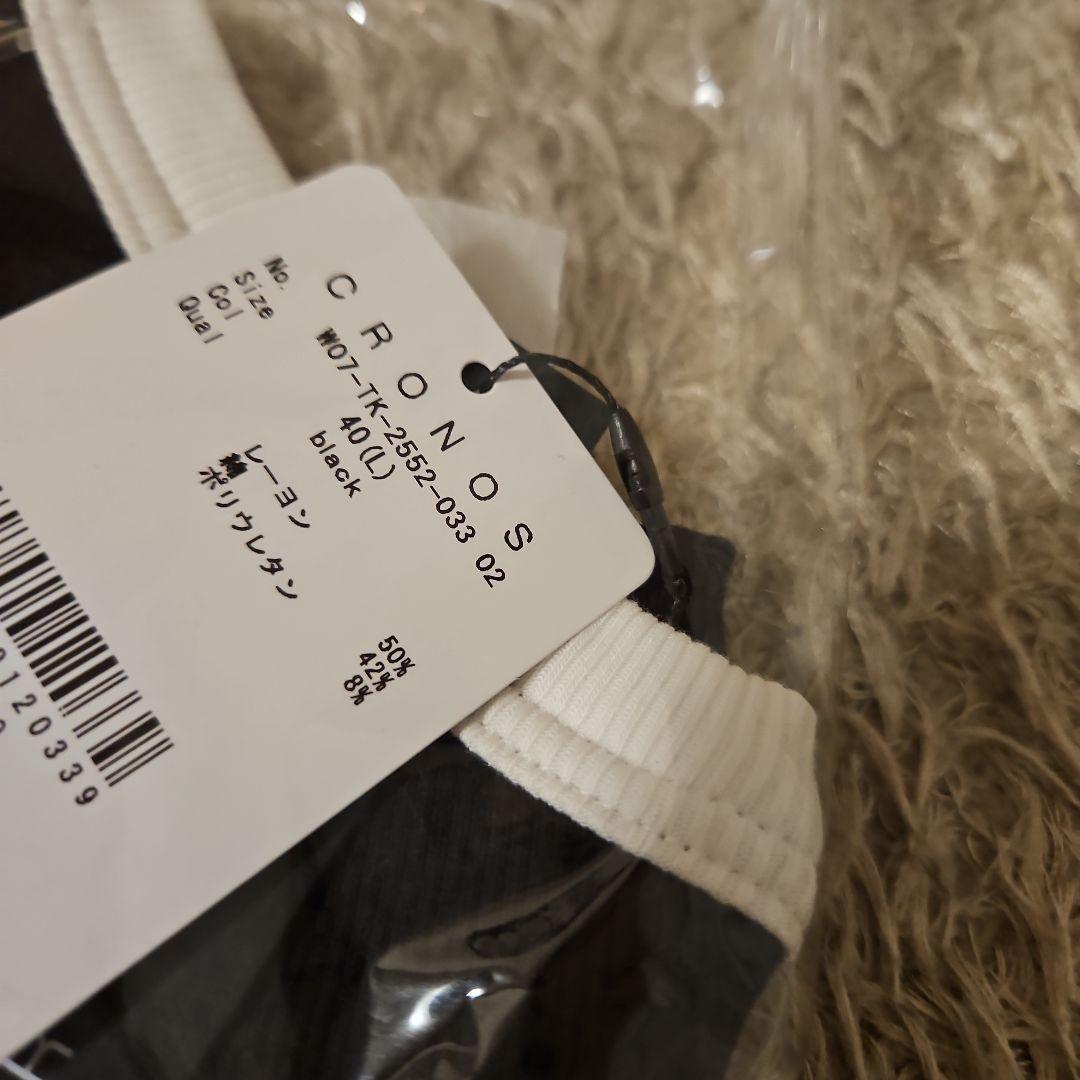 CRONOS
No. W07-TK-2552-033 02
Size 40(L)
Col black
Qual レーヨン 50%
綿 42%
ポリウレタン 8%
120339